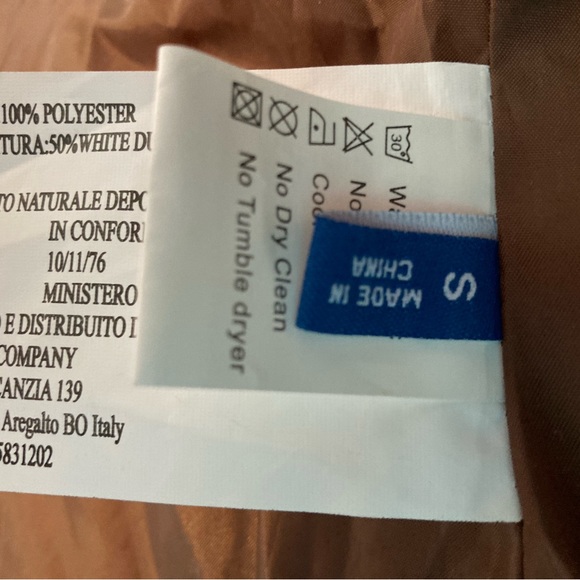 100% POLYESTER
TURA:50%WHITE DU
TO NATURALE DEPO
IN CONFOR
10/11/76
MINISTERO
E DISTRIBUITO
COMPANY
ANZIA 139
Aregalto BO Italy
5831202
30°
W
No
Coo
No Dry Clean
No Tumble dryer
S
MADE IN
CHINA